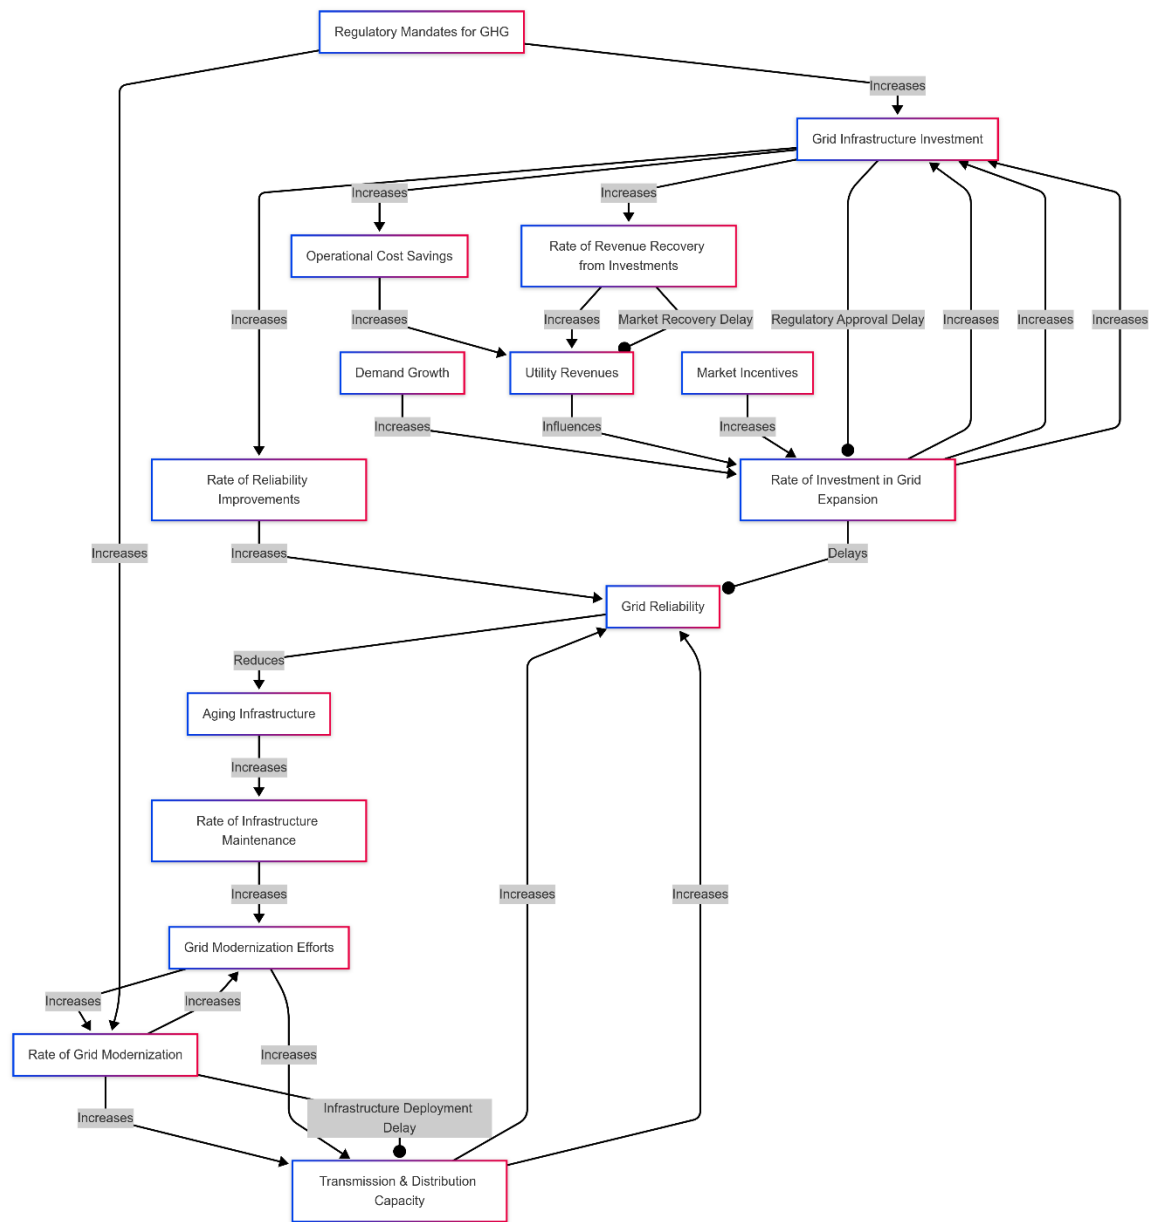 Regulatory Mandates for GHG
Increases
Grid Infrastructure Investment
Increases
Increases
Operational Cost Savings
Rate of Revenue Recovery
from Investments
Increases
Increases
Increases
Market Recovery Delay
Regulatory Approval Delay
Increases
Increases
Increases
Demand Growth
Utility Revenues
Market Incentives
Increases
Influences
Increases
Rate of Reliability
Improvements
Rate of Investment in Grid
Expansion
Increases
Increases
Delays
Grid Reliability
Reduces
Aging Infrastructure
Increases
Rate of Infrastructure
Maintenance
Increases
Increases
Increases
Grid Modernization Efforts
Increases
Increases
Rate of Grid Modernization
Increases
Increases
Infrastructure Deployment
Delay
Transmission & Distribution
Capacity